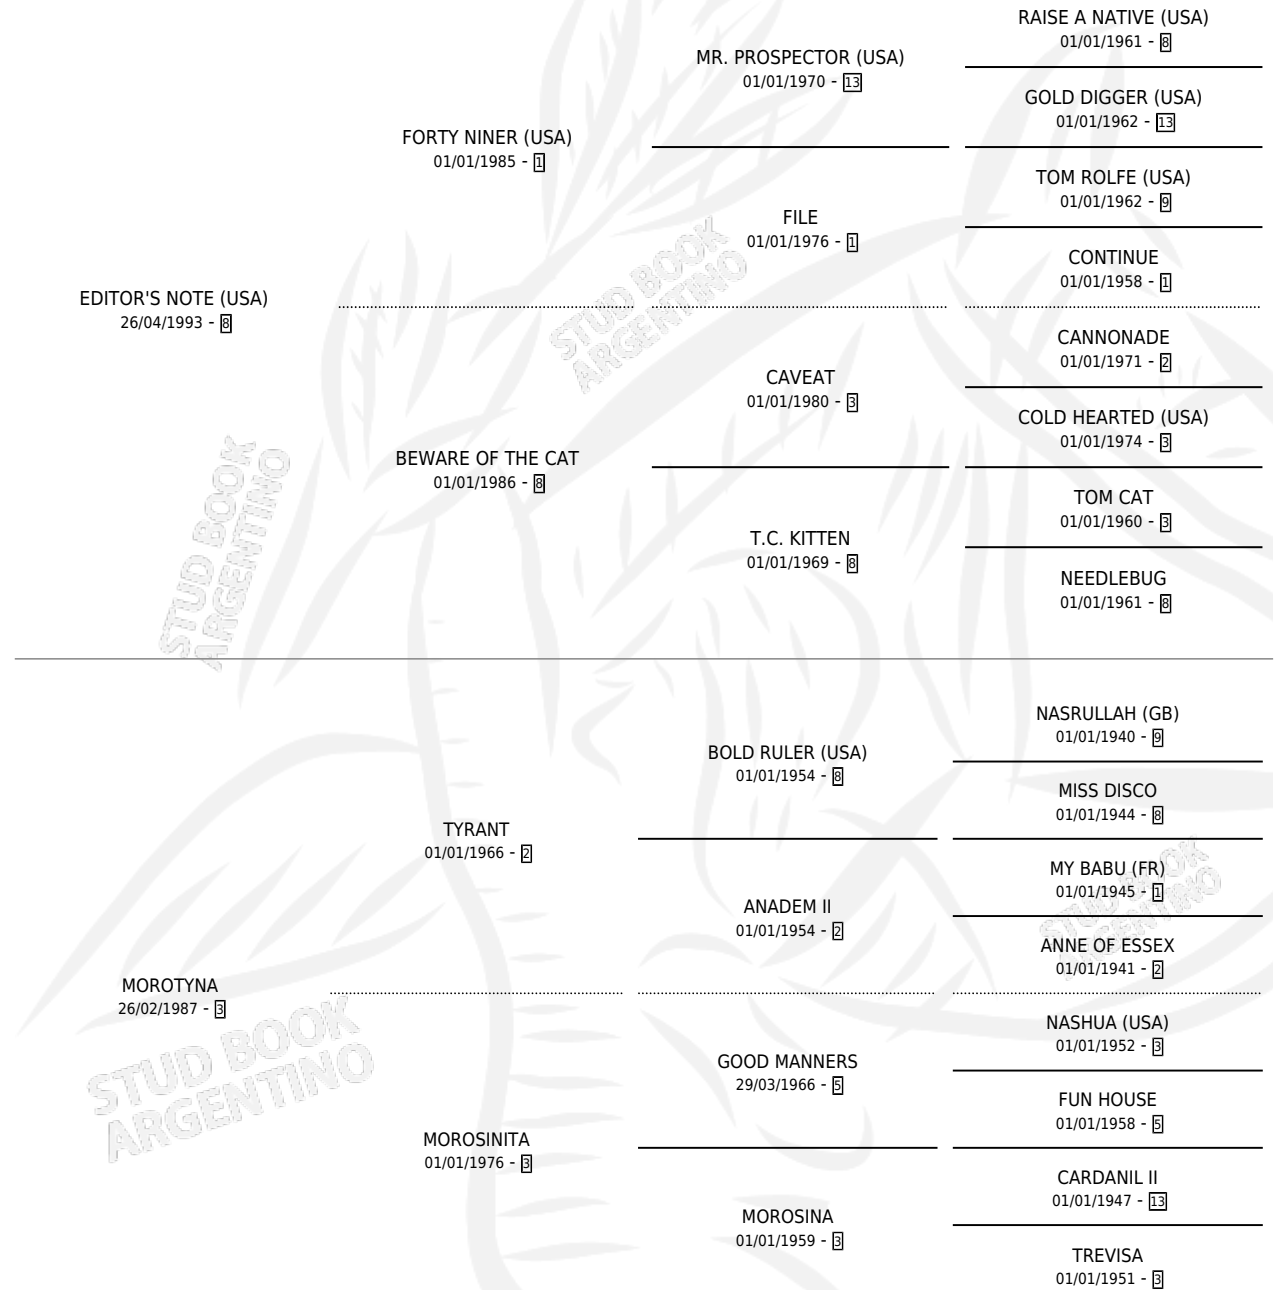 RAISE A NATIVE (USA)
01/01/1961 - 8
MR. PROSPECTOR (USA)
01/01/1970 - 13
GOLD DIGGER (USA)
01/01/1962 - 13
FORTY NINER (USA)
01/01/1985 - 1
TOM ROLFE (USA)
01/01/1962 - 9
FILE
01/01/1976 - 1
CONTINUE
01/01/1958 - 1
EDITOR'S NOTE (USA)
26/04/1993 - 8
STUD BOOK
ARGENTINO
CANNONADE
01/01/1971 - 2
CAVEAT
01/01/1980 - 3
COLD HEARTED (USA)
01/01/1974 - 3
BEWARE OF THE CAT
01/01/1986 - 8
TOM CAT
01/01/1960 - 3
T.C. KITTEN
01/01/1969 - 8
NEEDLEBUG
01/01/1961 - 8
STUD BOOK
ARGENTINO
NASRULLAH (GB)
01/01/1940 - 9
BOLD RULER (USA)
01/01/1954 - 8
MISS DISCO
01/01/1944 - 8
TYRANT
01/01/1966 - 2
MY BABU (FR)
01/01/1945 - 1
ANADEM II
01/01/1954 - 2
STUD BOOK
ARGENTINO
ANNE OF ESSEX
01/01/1941 - 2
MOROTYNA
26/02/1987 - 3
NASHUA (USA)
01/01/1952 - 3
STUD BOOK
ARGENTINO
GOOD MANNERS
29/03/1966 - 5
FUN HOUSE
01/01/1958 - 5
MOROSINITA
01/01/1976 - 3
CARDANIL II
01/01/1947 - 13
MOROSINA
01/01/1959 - 3
TREVISA
01/01/1951 - 3